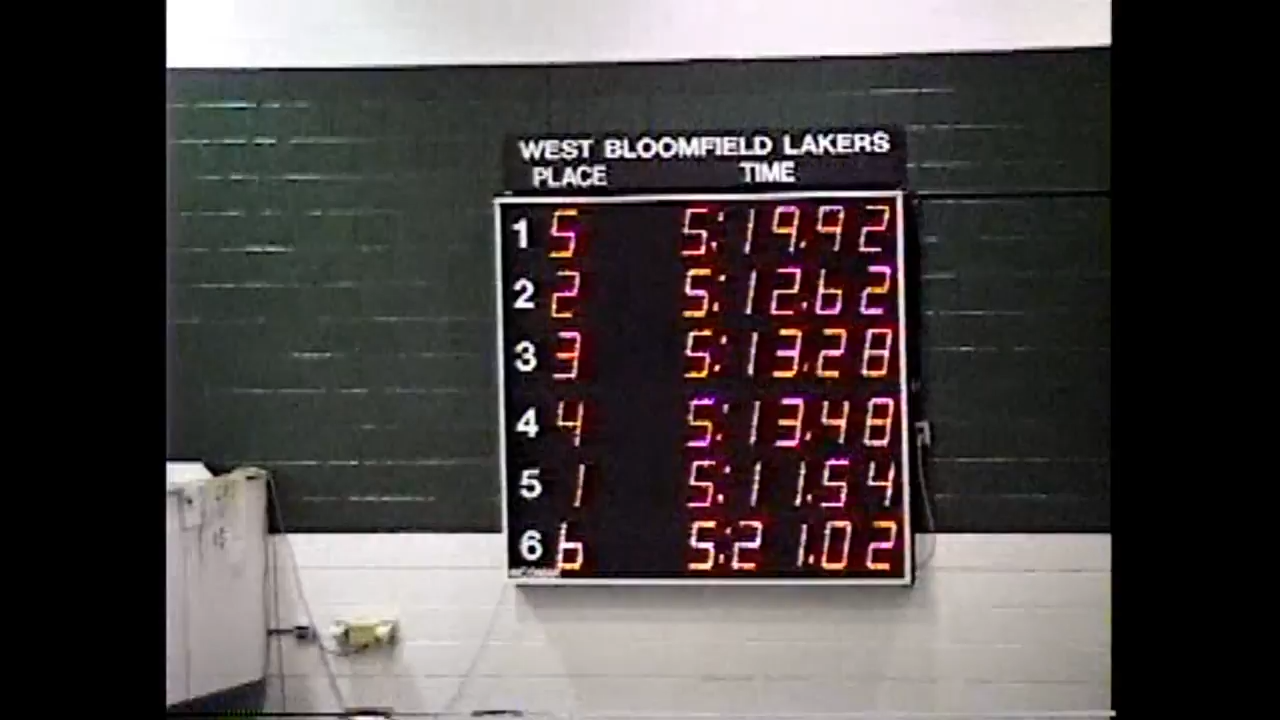 WEST BLOOMFIELD LAKERS
PLACE TIME
1 5 5:19.92
2 2 5:12.62
3 3 5:13.28
4 4 5:13.48
5 1 5:11.54
6 6 5:21.02